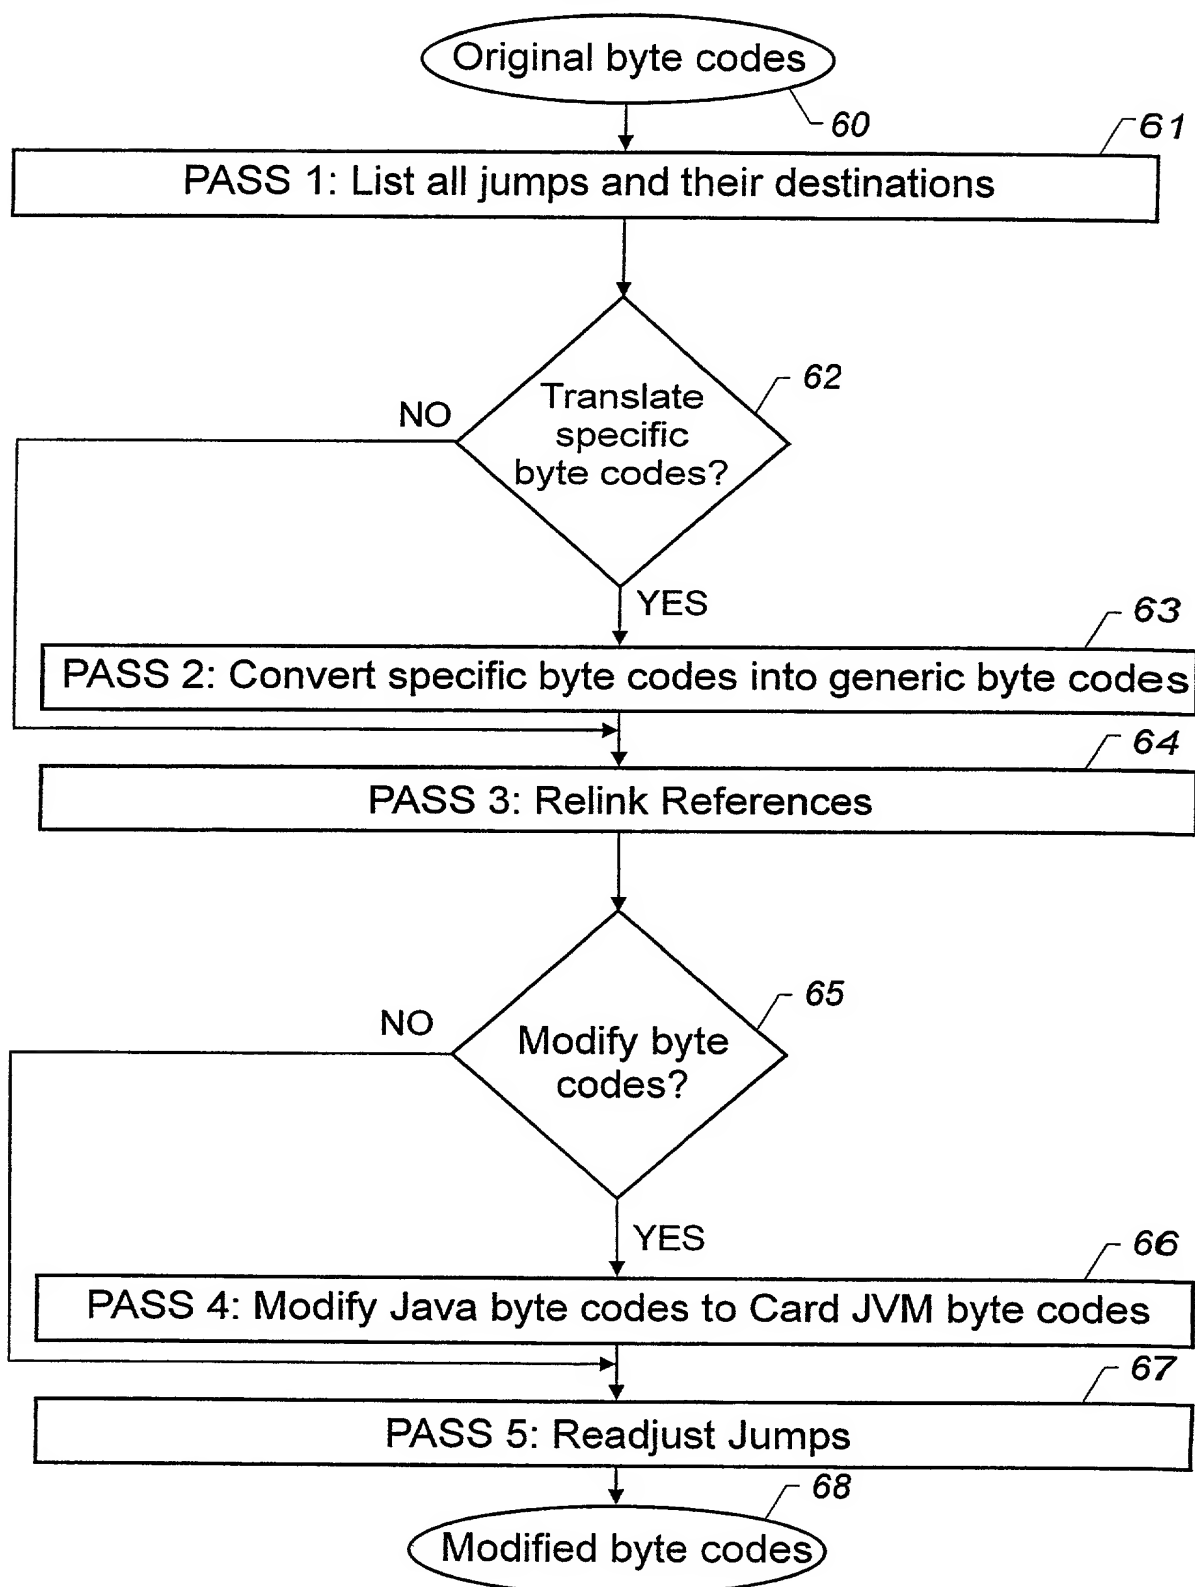 Original byte codes
60
61
PASS 1: List all jumps and their destinations
62
Translate
specific
byte codes?
NO
YES
63
PASS 2: Convert specific byte codes into generic byte codes
64
PASS 3: Relink References
65
NO
Modify byte
codes?
YES
66
PASS 4: Modify Java byte codes to Card JVM byte codes
67
PASS 5: Readjust Jumps
68
Modified byte codes